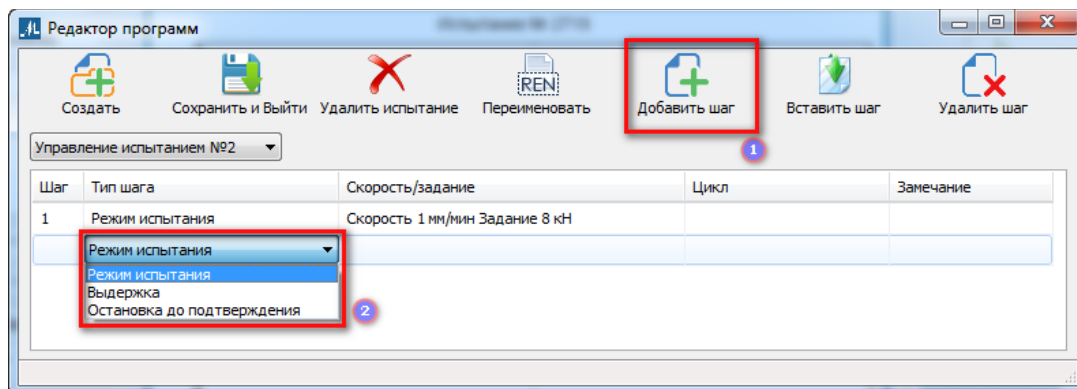 Редактор программ
REN
Создать Сохранить и Выйти Удалить испытание Переименовать Добавить шаг Вставить шаг Удалить шаг
1
Управление испытанием №2
Шаг Тип шага Скорость/задание Цикл Замечание
1 Режим испытания Скорость 1 мм/мин Задание 8 кН
Режим испытания
Режим испытания
Выдержка
Остановка до подтверждения
2